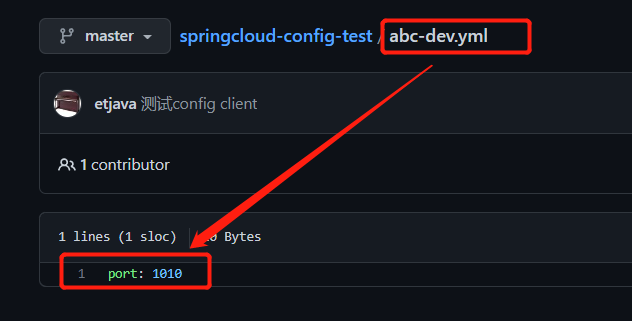 master springcloud-config-test / abc-dev.yml
etjava 测试config client
1 contributor
1 lines (1 sloc) 10 Bytes
1 port: 1010